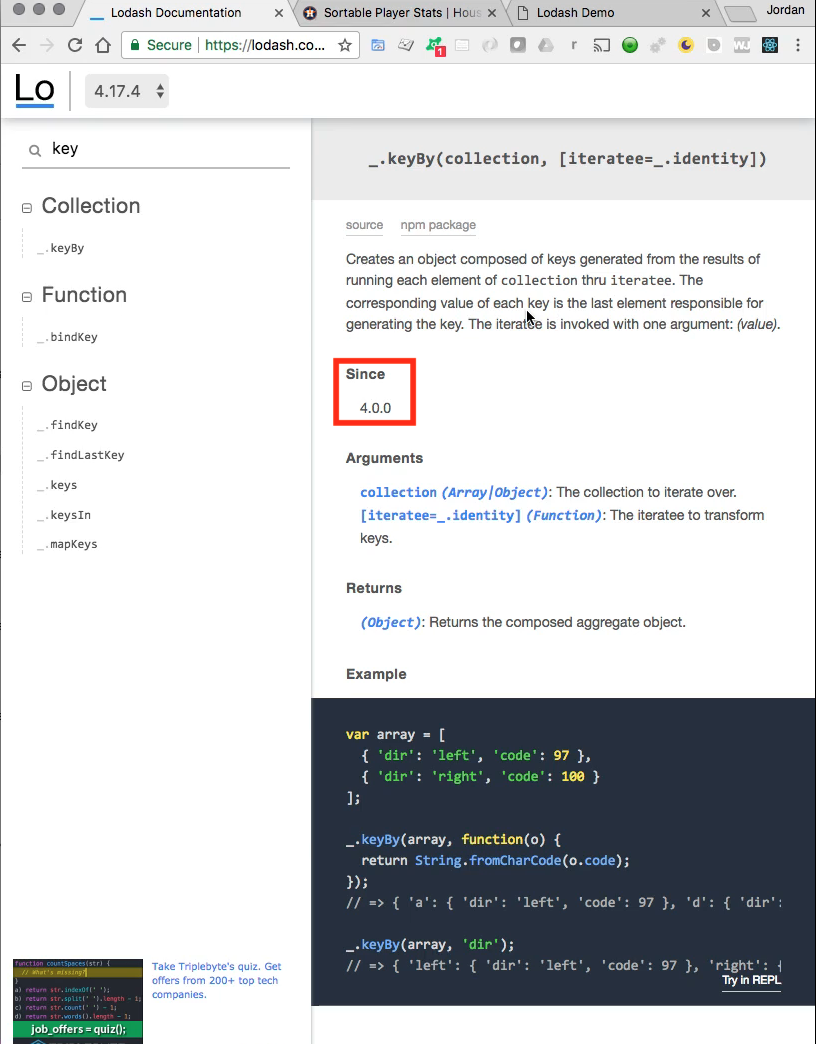 Lodash Documentation
Sortable Player Stats | Hous
Lodash Demo
Jordan
Secure
https://lodash.co...
1
r
WJ
Lo
4.17.4
key
Collection
_.keyBy
Function
_.bindKey
Object
_.findKey
_.findLastKey
_.keys
_.keysIn
_.mapKeys
_.keyBy(collection, [iteratee=_.identity])
source npm package
Creates an object composed of keys generated from the results of
running each element of collection thru iteratee. The
corresponding value of each key is the last element responsible for
generating the key. The iteratee is invoked with one argument: (value).
Since
4.0.0
Arguments
collection (Array|Object): The collection to iterate over.
[iteratee=_.identity] (Function): The iteratee to transform
keys.
Returns
(Object): Returns the composed aggregate object.
Example
var array = [
{ 'dir': 'left', 'code': 97 },
{ 'dir': 'right', 'code': 100 }
];
_.keyBy(array, function(o) {
return String.fromCharCode(o.code);
});
// => { 'a': { 'dir': 'left', 'code': 97 }, 'd': { 'dir':
_.keyBy(array, 'dir');
// => { 'left': { 'dir': 'left', 'code': 97 }, 'right': {
Try in REPL
function countSpaces(str) {
// What's missing?
}
a) return str.indexOf(' ');
b) return str.split(' ').length - 1;
c) return str.count(' ') - 1;
d) return str.words().length - 1;
job_offers = quiz();
Take Triplebyte's quiz. Get
offers from 200+ top tech
companies.